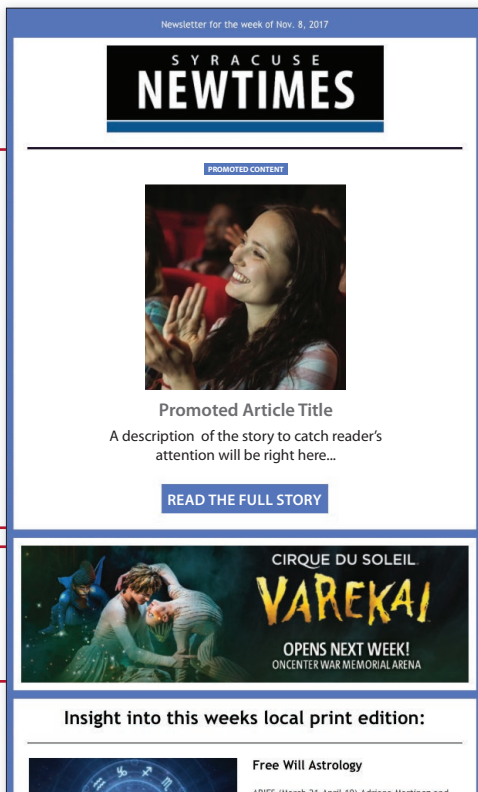 Newsletter for the week of Nov. 8, 2017
SYRACUSE
NEWTIMES
PROMOTED CONTENT
Promoted Article Title
A description of the story to catch reader's
attention will be right here...
READ THE FULL STORY
CIRQUE DU SOLEIL.
VAREKAI
OPENS NEXT WEEK!
ONCENTER WAR MEMORIAL ARENA
Insight into this weeks local print edition:
Free Will Astrology